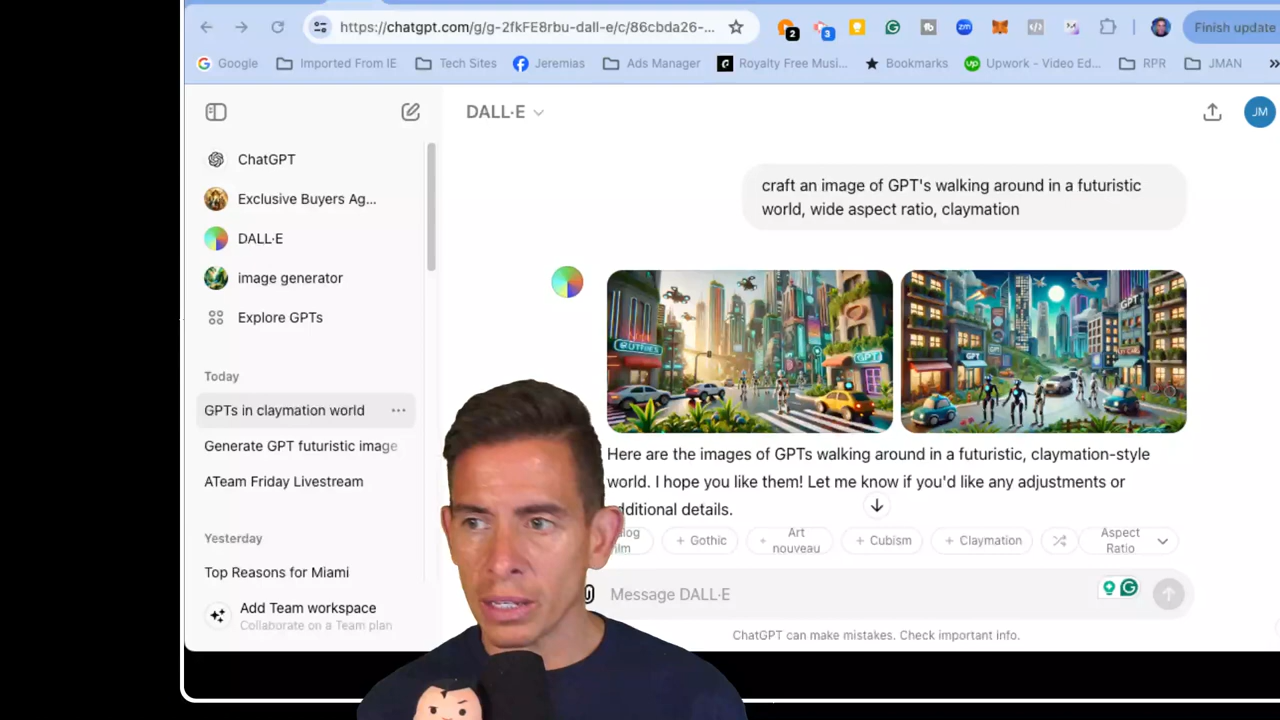 https://chatgpt.com/g/g-2fkFE8rbu-dall-e/c/86cbda26-...
2
3
Finish update
Google
Imported From IE
Tech Sites
Jeremias
Ads Manager
Royalty Free Musi...
Bookmarks
Upwork - Video Ed...
RPR
JMAN
»
DALL·E
JM
ChatGPT
Exclusive Buyers Ag...
DALL·E
image generator
Explore GPTs
Today
GPTs in claymation world
Generate GPT futuristic image
ATeam Friday Livestream
Yesterday
Top Reasons for Miami
Add Team workspace
Collaborate on a Team plan
craft an image of GPT's walking around in a futuristic
world, wide aspect ratio, claymation
GPT
GPT
GPT
Here are the images of GPTs walking around in a futuristic, claymation-style
world. I hope you like them! Let me know if you'd like any adjustments or
additional details.
+ Gothic
+ Art
nouveau
+ Cubism
+ Claymation
Aspect
Ratio
Message DALL·E
ChatGPT can make mistakes. Check important info.